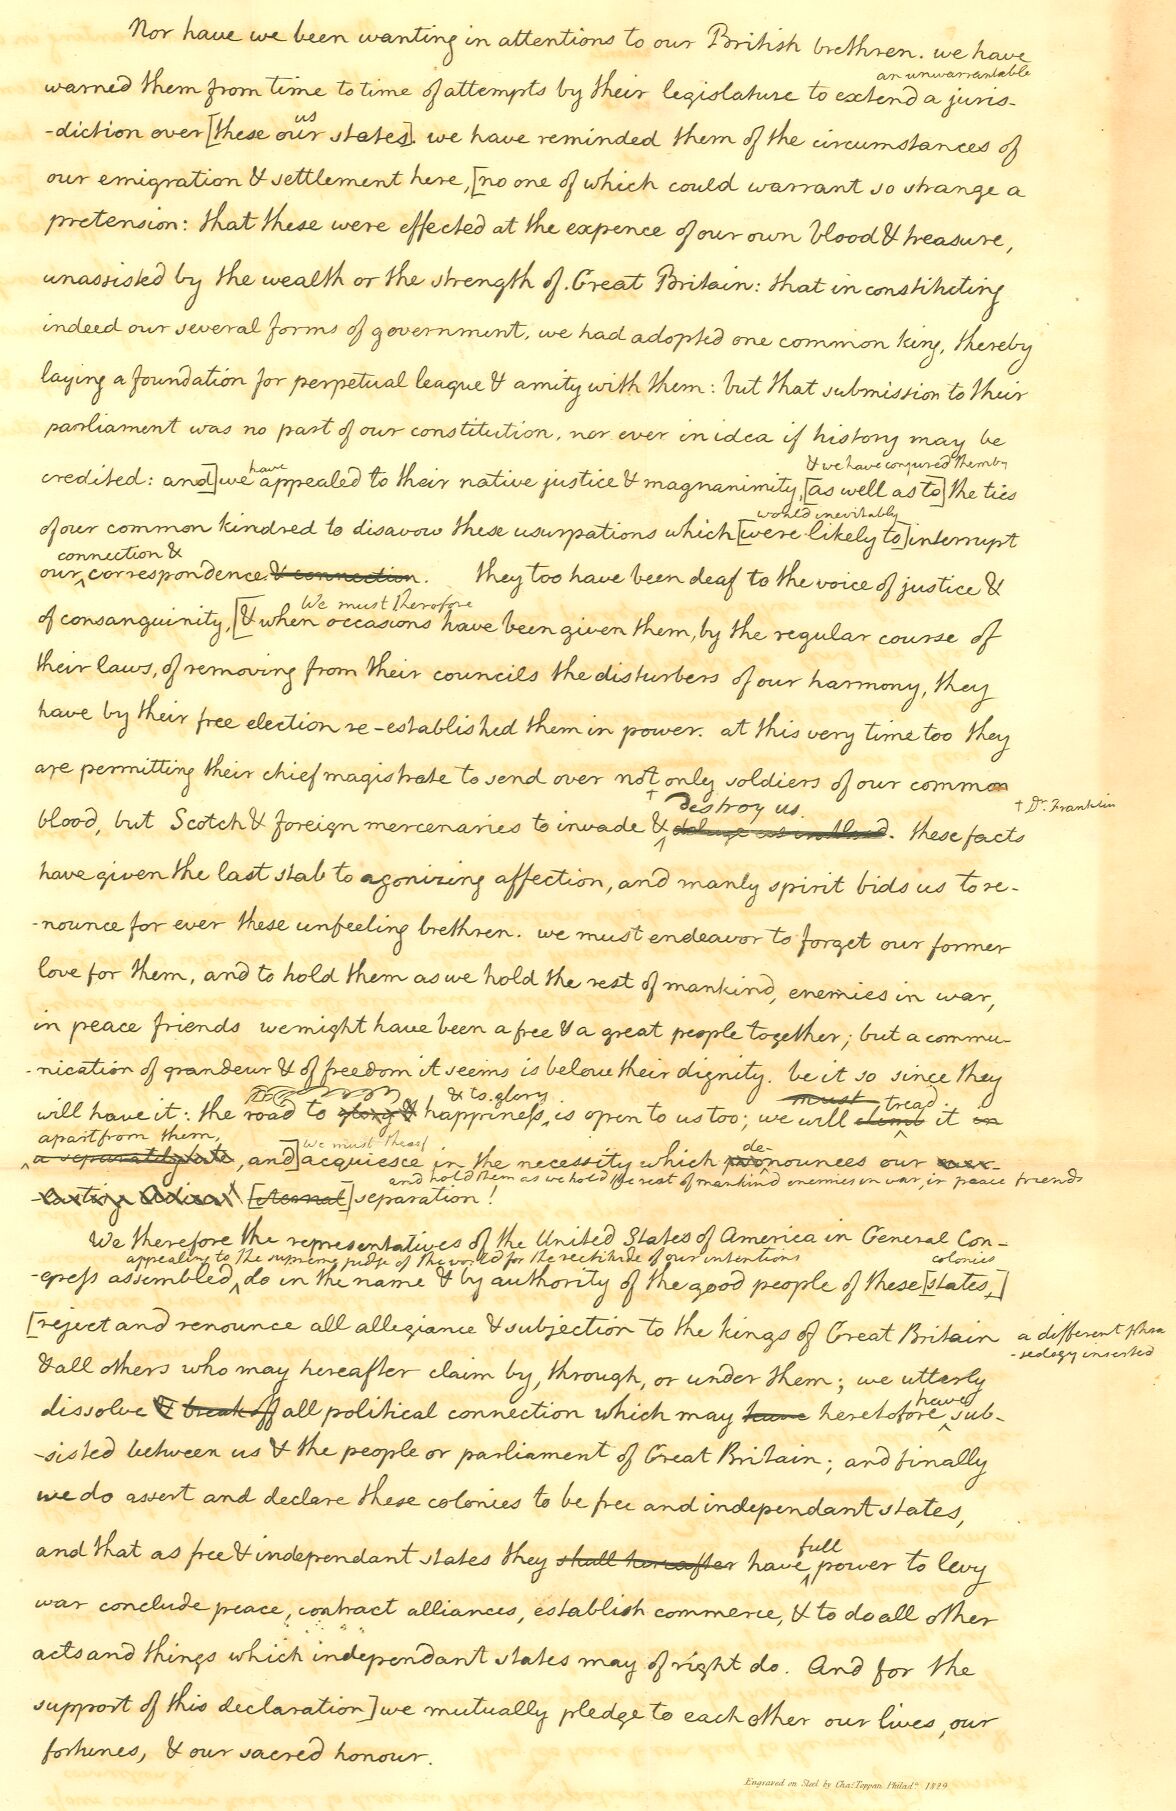 Nor have we been wanting in attentions to our British brethren. we have
an unwarrantable
warned them from time to time of attempts by their legislature to extend a juris-
us
-diction over [these our states]. we have reminded them of the circumstances of
our emigration & settlement here, [no one of which could warrant so strange a
pretension: that these were effected at the expence of our own blood & treasure,
unassisted by the wealth or the strength of Great Britain: that in constituting
indeed our several forms of government, we had adopted one common king, thereby
laying a foundation for perpetual league & amity with them: but that submission to their
parliament was no part of our constitution, nor ever in idea if history may be
have & we have conjured them by
credited: and] we appealed to their native justice & magnanimity, [as well as to] the ties
would inevitably
of our common kindred to disavow these usurpations which [were likely to] interrupt
connection &
our correspondence & connection. they too have been deaf to the voice of justice &
We must therefore
of consanguinity, [& when occasions have been given them, by the regular course of
their laws, of removing from their councils the disturbers of our harmony, they
have by their free election re-established them in power. at this very time too they
are permitting their chief magistrate to send over not only soldiers of our common
destroy us. † Dr. Franklin
blood, but Scotch & foreign mercenaries to invade & deluge us in blood. these facts
have given the last stab to agonizing affection, and manly spirit bids us to re-
-nounce for ever these unfeeling brethren. we must endeavor to forget our former
love for them, and to hold them as we hold the rest of mankind, enemies in war,
in peace friends we might have been a free & a great people together; but a commu-
-nication of grandeur & of freedom it seems is below their dignity. be it so since they
& to glory must tread
will have it: the road to glory & happiness, is open to us too; we will climb it in
apart from them, we must theref de-
a separately state, and] acquiesce in the necessity which pronounces our ever-
and hold them as we hold the rest of mankind enemies in war, in peace friends
-lasting Adieu! [eternal] separation!
We therefore the representatives of the United States of America in General Con-
appealing to the supreme judge of the world for the rectitude of our intentions colonies
-gress assembled, do in the name & by authority of the good people of these [states,]
[reject and renounce all allegiance & subjection to the kings of Great Britain a different phra
& all others who may hereafter claim by, through, or under them; we utterly -seology inserted
have
dissolve & break off all political connection which may have heretofore sub-
-sisted between us & the people or parliament of Great Britain; and finally
we do assert and declare these colonies to be free and independant states,
full
and that as free & independant states they shall hereafter have power to levy
war conclude peace, contract alliances, establish commerce, & to do all other
acts and things which independant states may of right do. And for the
support of this declaration] we mutually pledge to each other our lives, our
fortunes, & our sacred honour.
Engraved on Steel by Chas. Toppan Philada. 1829